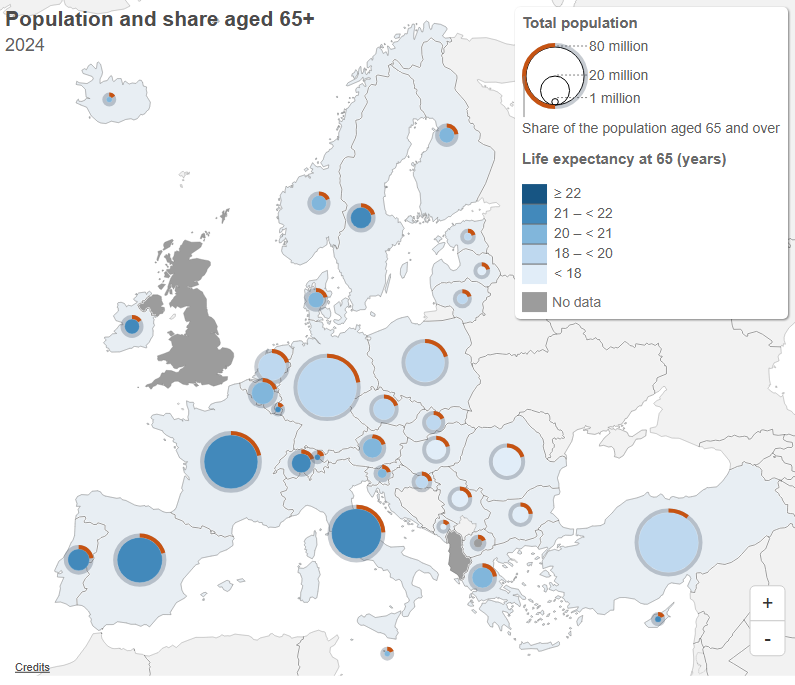 Population and share aged 65+
2024
Total population
80 million
20 million
1 million
Share of the population aged 65 and over
Life expectancy at 65 (years)
≥ 22
21 – < 22
20 – < 21
18 – < 20
< 18
No data
+
-
Credits